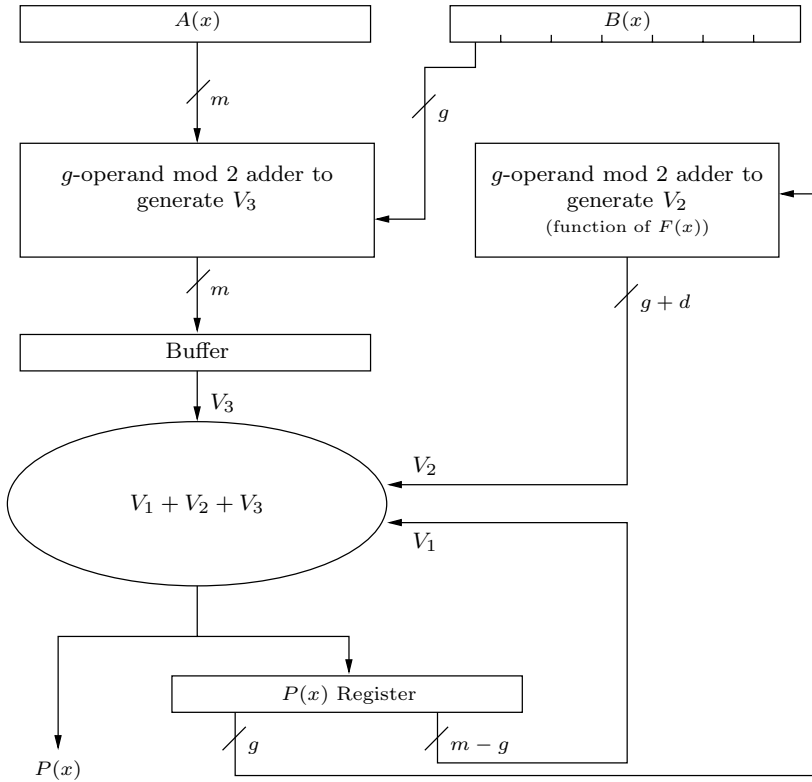 A(x)
B(x)
m
g
g-operand mod 2 adder to
generate V₃
g-operand mod 2 adder to
generate V₂
(function of F(x))
m
g + d
Buffer
V₃
V₂
V₁ + V₂ + V₃
V₁
P(x) Register
g
m − g
P(x)